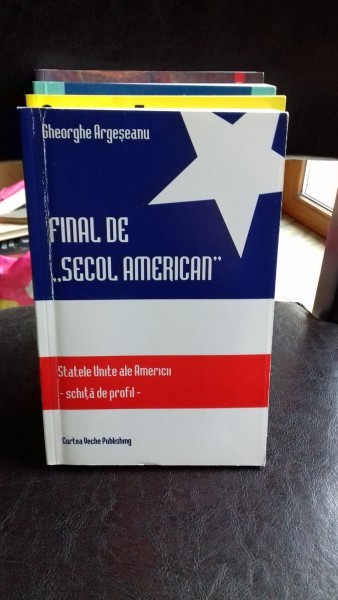 Gheorghe Argeșeanu
FINAL DE
„SECOL AMERICAN”
Statele Unite ale Americii
- schiță de profil -
Curtea Veche Publishing